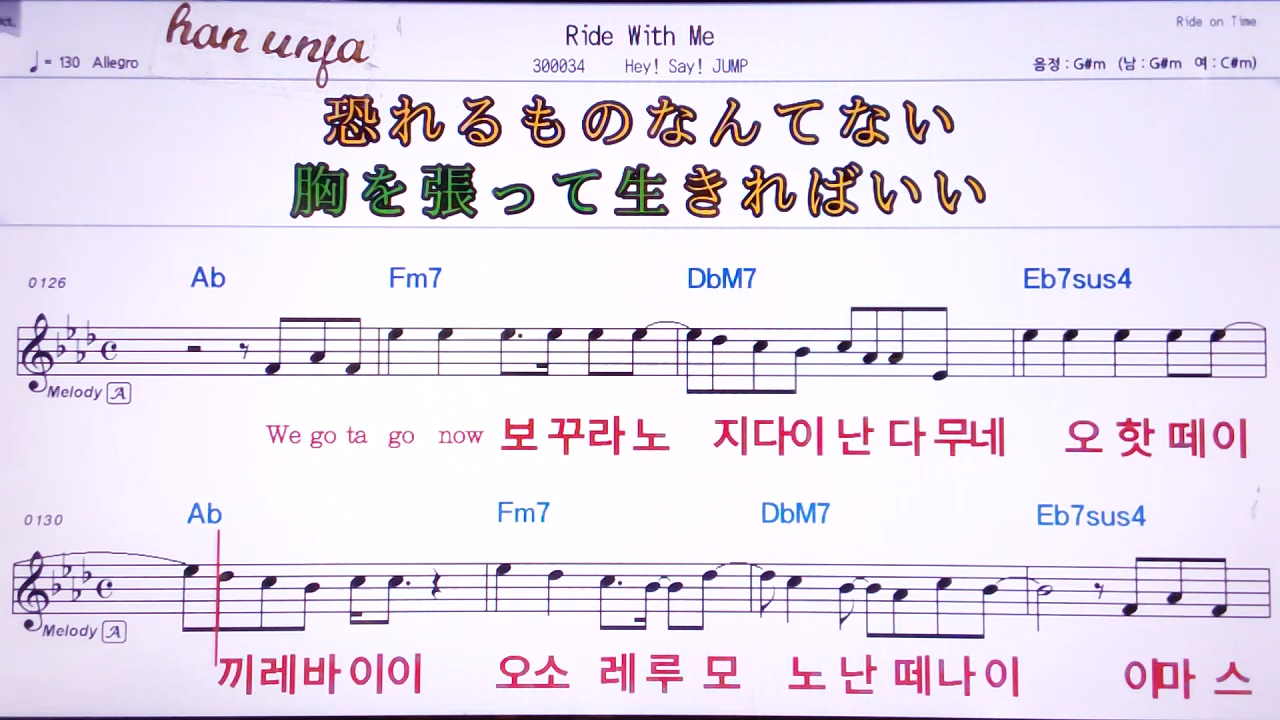 ct.
han unja
Ride With Me
Ride on Time
♩= 130 Allegro
300034 Hey! Say! JUMP
음정 : G#m (남 : G#m 여 : C#m)
恐れるものなんてない
胸を張って生きればいい
0126 Ab Fm7 DbM7 Eb7sus4
Melody A
We go ta go now 보 꾸라 노 지다이 난 다 무네 오 핫 떼이
0130 Ab Fm7 DbM7 Eb7sus4
Melody A
끼레바 이이 오소 레 루 모 노 난 떼나 이 이마 스